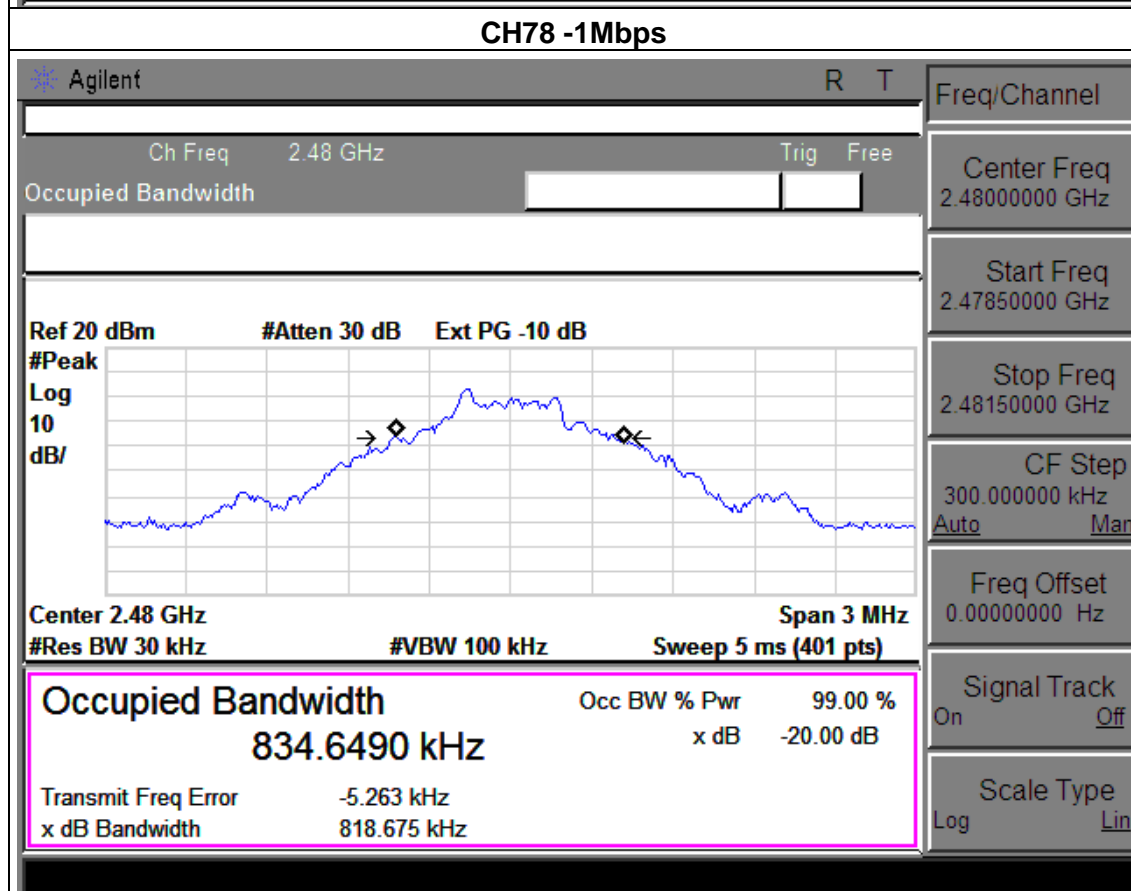 CH78 -1Mbps
Agilent R T
Ch Freq 2.48 GHz Trig Free
Occupied Bandwidth
Ref 20 dBm #Atten 30 dB Ext PG -10 dB
#Peak
Log
10
dB/
Center 2.48 GHz Span 3 MHz
#Res BW 30 kHz #VBW 100 kHz Sweep 5 ms (401 pts)
Occupied Bandwidth
834.6490 kHz
Occ BW % Pwr 99.00 %
x dB -20.00 dB
Transmit Freq Error -5.263 kHz
x dB Bandwidth 818.675 kHz
Freq/Channel
Center Freq
2.48000000 GHz
Start Freq
2.47850000 GHz
Stop Freq
2.48150000 GHz
CF Step
300.000000 kHz
Auto Man
Freq Offset
0.00000000 Hz
Signal Track
On Off
Scale Type
Log Lin